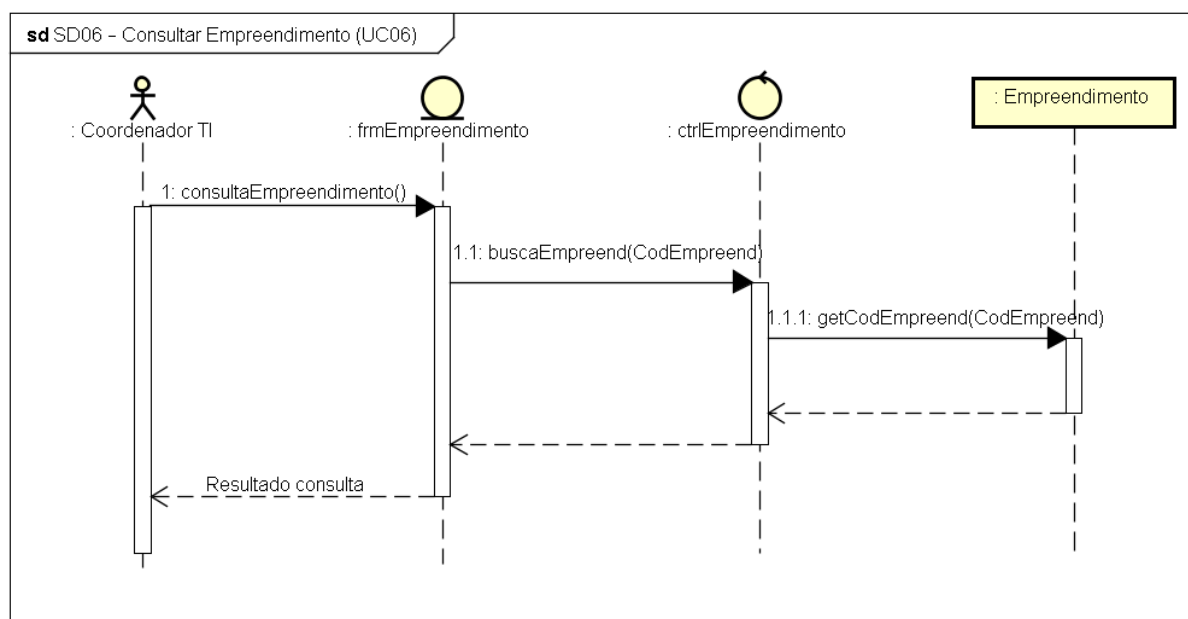 sd SD06 – Consultar Empreendimento (UC06)
: Coordenador TI
: frmEmpreendimento
: ctrlEmpreendimento
: Empreendimento
1: consultaEmpreendimento()
1.1: buscaEmpreend(CodEmpreend)
1.1.1: getCodEmpreend(CodEmpreend)
Resultado consulta